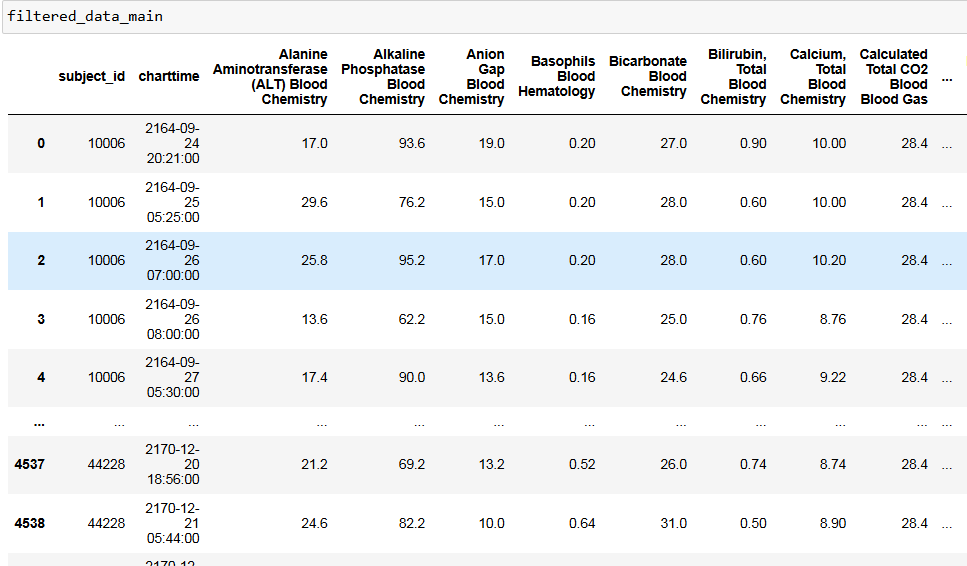 filtered_data_main
subject_id charttime Alanine Aminotransferase (ALT) Blood Chemistry Alkaline Phosphatase Blood Chemistry Anion Gap Blood Chemistry Basophils Blood Hematology Bicarbonate Blood Chemistry Bilirubin, Total Blood Chemistry Calcium, Total Blood Chemistry Calculated Total CO2 Blood Blood Gas ...
0 10006 2164-09-24 20:21:00 17.0 93.6 19.0 0.20 27.0 0.90 10.00 28.4 ...
1 10006 2164-09-25 05:25:00 29.6 76.2 15.0 0.20 28.0 0.60 10.00 28.4 ...
2 10006 2164-09-26 07:00:00 25.8 95.2 17.0 0.20 28.0 0.60 10.20 28.4 ...
3 10006 2164-09-26 08:00:00 13.6 62.2 15.0 0.16 25.0 0.76 8.76 28.4 ...
4 10006 2164-09-27 05:30:00 17.4 90.0 13.6 0.16 24.6 0.66 9.22 28.4 ...
... ... ... ... ... ... ... ... ... ... ... ...
4537 44228 2170-12-20 18:56:00 21.2 69.2 13.2 0.52 26.0 0.74 8.74 28.4 ...
4538 44228 2170-12-21 05:44:00 24.6 82.2 10.0 0.64 31.0 0.50 8.90 28.4 ...
2170-12-